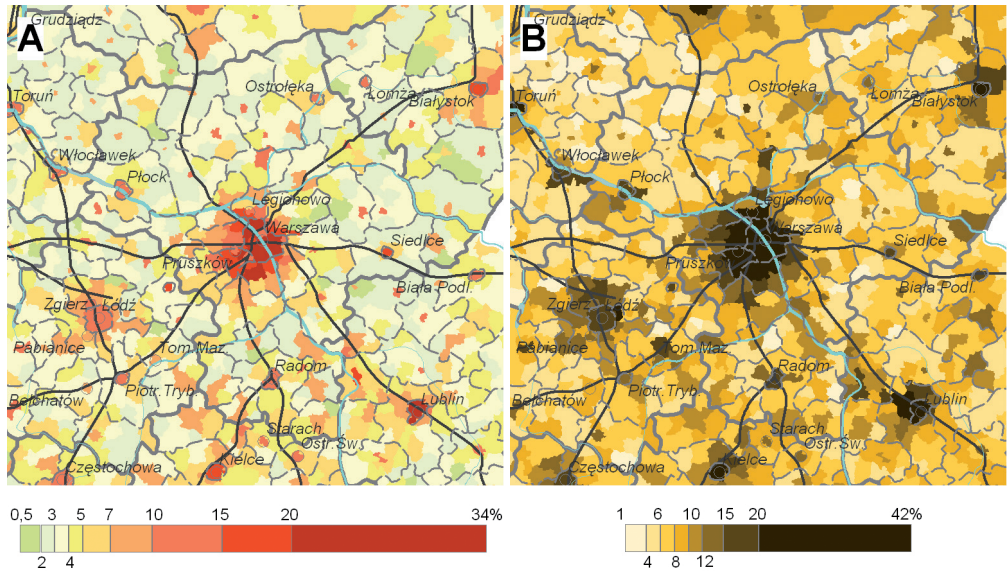 A
Grudziądz
Toruń
Ostrołęka
Łomża
Białystok
Włocławek
Płock
Legionowo
Warszawa
Siedlce
Pruszków
Biała Podl.
Zgierz
Łódź
Pabianice
Tom.Maz.
Radom
Bełchatów
Piotr.Tryb.
Lublin
Starach.
Ostr.Św.
Kielce
Częstochowa
0,5 3 5 7 10 15 20 34%
2 4
B
Grudziądz
Toruń
Ostrołęka
Łomża
Białystok
Włocławek
Płock
Legionowo
Warszawa
Siedlce
Pruszków
Biała Podl.
Zgierz
Łódź
Pabianice
Tom.Maz.
Radom
Bełchatów
Piotr.Tryb.
Lublin
Starach.
Ostr.Św.
Kielce
Częstochowa
1 6 10 15 20 42%
4 8 12